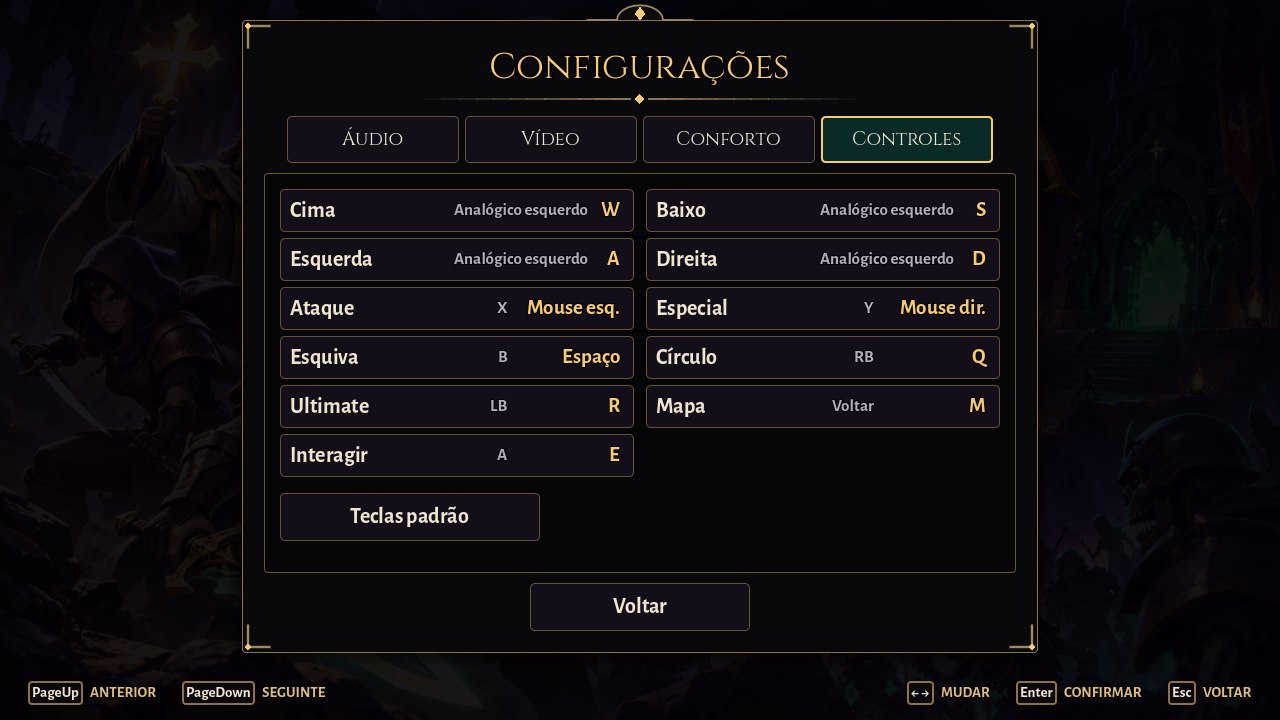 Configurações
Áudio
Vídeo
Conforto
Controles
Cima Analógico esquerdo W
Baixo Analógico esquerdo S
Esquerda Analógico esquerdo A
Direita Analógico esquerdo D
Ataque X Mouse esq.
Especial Y Mouse dir.
Esquiva B Espaço
Círculo RB Q
Ultimate LB R
Mapa Voltar M
Interagir A E
Teclas padrão
Voltar
PageUp ANTERIOR PageDown SEGUINTE ←→ MUDAR Enter CONFIRMAR Esc VOLTAR